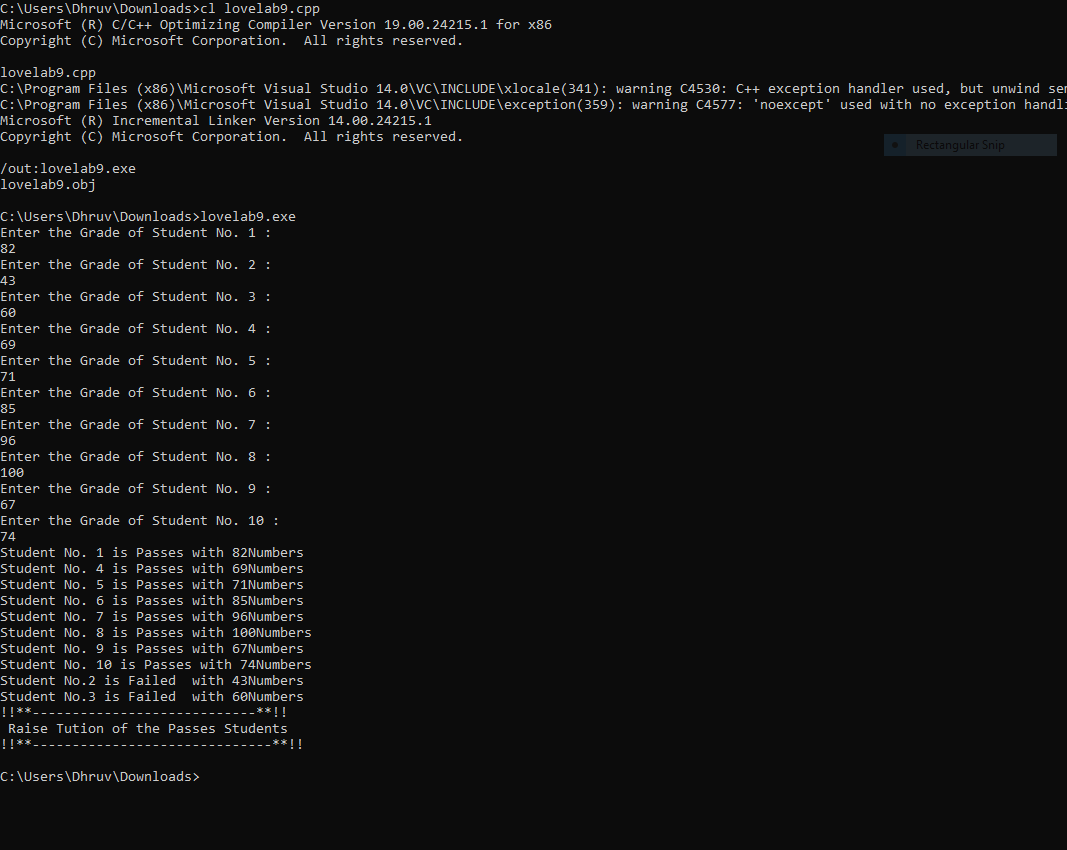 C:\Users\Dhruv\Downloads>cl lovelab9.cpp
Microsoft (R) C/C++ Optimizing Compiler Version 19.00.24215.1 for x86
Copyright (C) Microsoft Corporation.  All rights reserved.
lovelab9.cpp
C:\Program Files (x86)\Microsoft Visual Studio 14.0\VC\INCLUDE\xlocale(341): warning C4530: C++ exception handler used, but unwind se
C:\Program Files (x86)\Microsoft Visual Studio 14.0\VC\INCLUDE\exception(359): warning C4577: 'noexcept' used with no exception handl
Microsoft (R) Incremental Linker Version 14.00.24215.1
Copyright (C) Microsoft Corporation.  All rights reserved.
Rectangular Snip
/out:lovelab9.exe
lovelab9.obj
C:\Users\Dhruv\Downloads>lovelab9.exe
Enter the Grade of Student No. 1 :
82
Enter the Grade of Student No. 2 :
43
Enter the Grade of Student No. 3 :
60
Enter the Grade of Student No. 4 :
69
Enter the Grade of Student No. 5 :
71
Enter the Grade of Student No. 6 :
85
Enter the Grade of Student No. 7 :
96
Enter the Grade of Student No. 8 :
100
Enter the Grade of Student No. 9 :
67
Enter the Grade of Student No. 10 :
74
Student No. 1 is Passes with 82Numbers
Student No. 4 is Passes with 69Numbers
Student No. 5 is Passes with 71Numbers
Student No. 6 is Passes with 85Numbers
Student No. 7 is Passes with 96Numbers
Student No. 8 is Passes with 100Numbers
Student No. 9 is Passes with 67Numbers
Student No. 10 is Passes with 74Numbers
Student No.2 is Failed  with 43Numbers
Student No.3 is Failed  with 60Numbers
!!**----------------------------**!!
 Raise Tution of the Passes Students
!!**------------------------------**!!
C:\Users\Dhruv\Downloads>